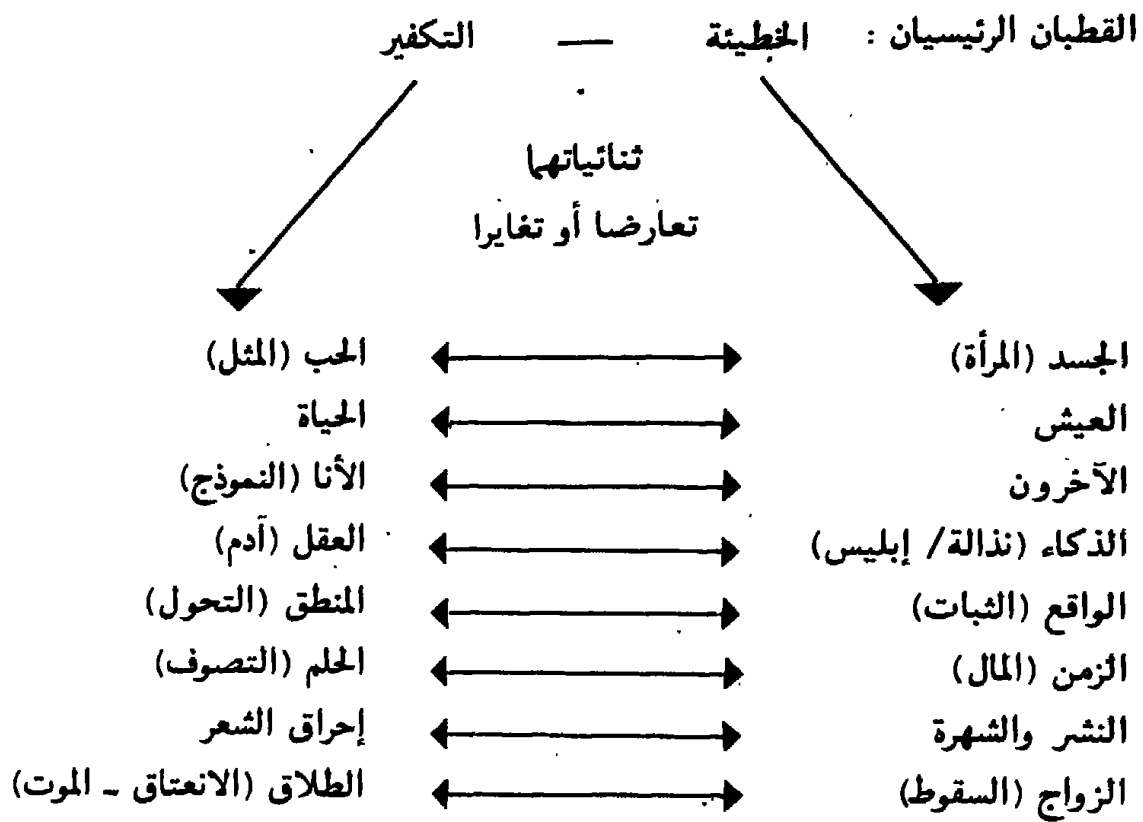 القطبان الرئيسيان : الخطيئة — التكفير
ثنائياتهما
تعارضا أو تغايرا
الجسد (المرأة) الحب (المثل)
العيش الحياة
الآخرون الأنا (النموذج)
الذكاء (نذالة/ إبليس) العقل (آدم)
الواقع (الثبات) المنطق (التحول)
الزمن (المال) الحلم (التصوف)
النشر والشهرة إحراق الشعر
الزواج (السقوط) الطلاق (الانعتاق - الموت)